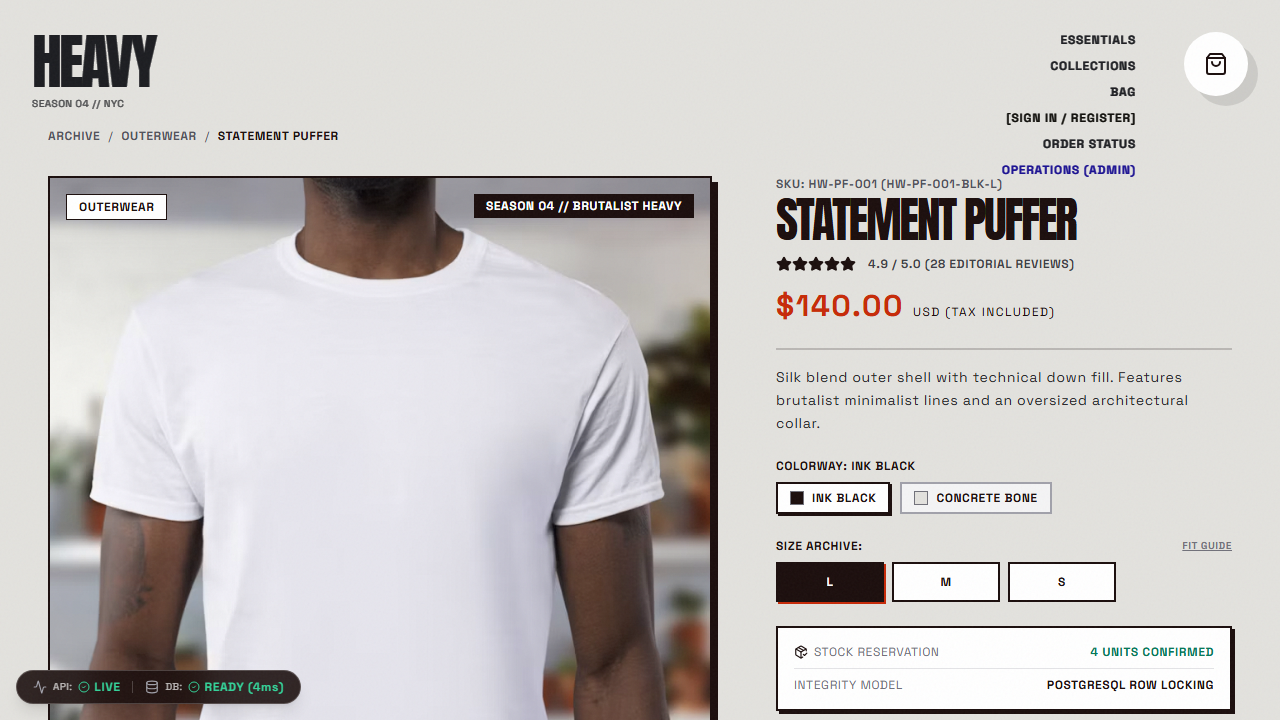 HEAVY
SEASON 04 // NYC
ESSENTIALS
COLLECTIONS
BAG
[SIGN IN / REGISTER]
ORDER STATUS
OPERATIONS (ADMIN)
ARCHIVE / OUTERWEAR / STATEMENT PUFFER
OUTERWEAR
SEASON 04 // BRUTALIST HEAVY
SKU: HW-PF-001 (HW-PF-001-BLK-L)
STATEMENT PUFFER
4.9 / 5.0 (28 EDITORIAL REVIEWS)
$140.00 USD (TAX INCLUDED)
Silk blend outer shell with technical down fill. Features
brutalist minimalist lines and an oversized architectural
collar.
COLORWAY: INK BLACK
INK BLACK CONCRETE BONE
SIZE ARCHIVE: FIT GUIDE
L M S
STOCK RESERVATION 4 UNITS CONFIRMED
INTEGRITY MODEL POSTGRESQL ROW LOCKING
API: LIVE DB: READY (4ms)